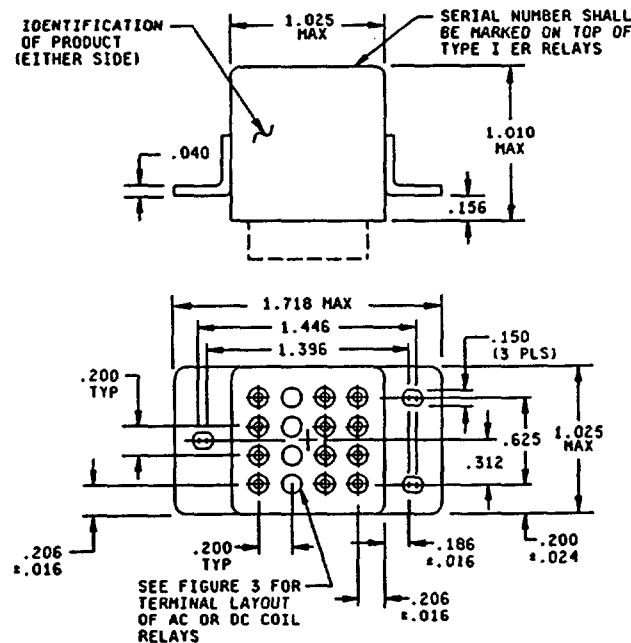 IDENTIFICATION
OF PRODUCT
(EITHER SIDE)
1.025
MAX
SERIAL NUMBER SHALL
BE MARKED ON TOP OF
TYPE I ER RELAYS
.040
1.010
MAX
.156
1.718 MAX
1.446
1.396
.150
(3 PLS)
.200
TYP
.625
1.025
MAX
.312
.206
±.016
.200
TYP
.186
±.016
.200
±.024
.206
±.016
SEE FIGURE 3 FOR
TERMINAL LAYOUT
OF AC OR DC COIL
RELAYS